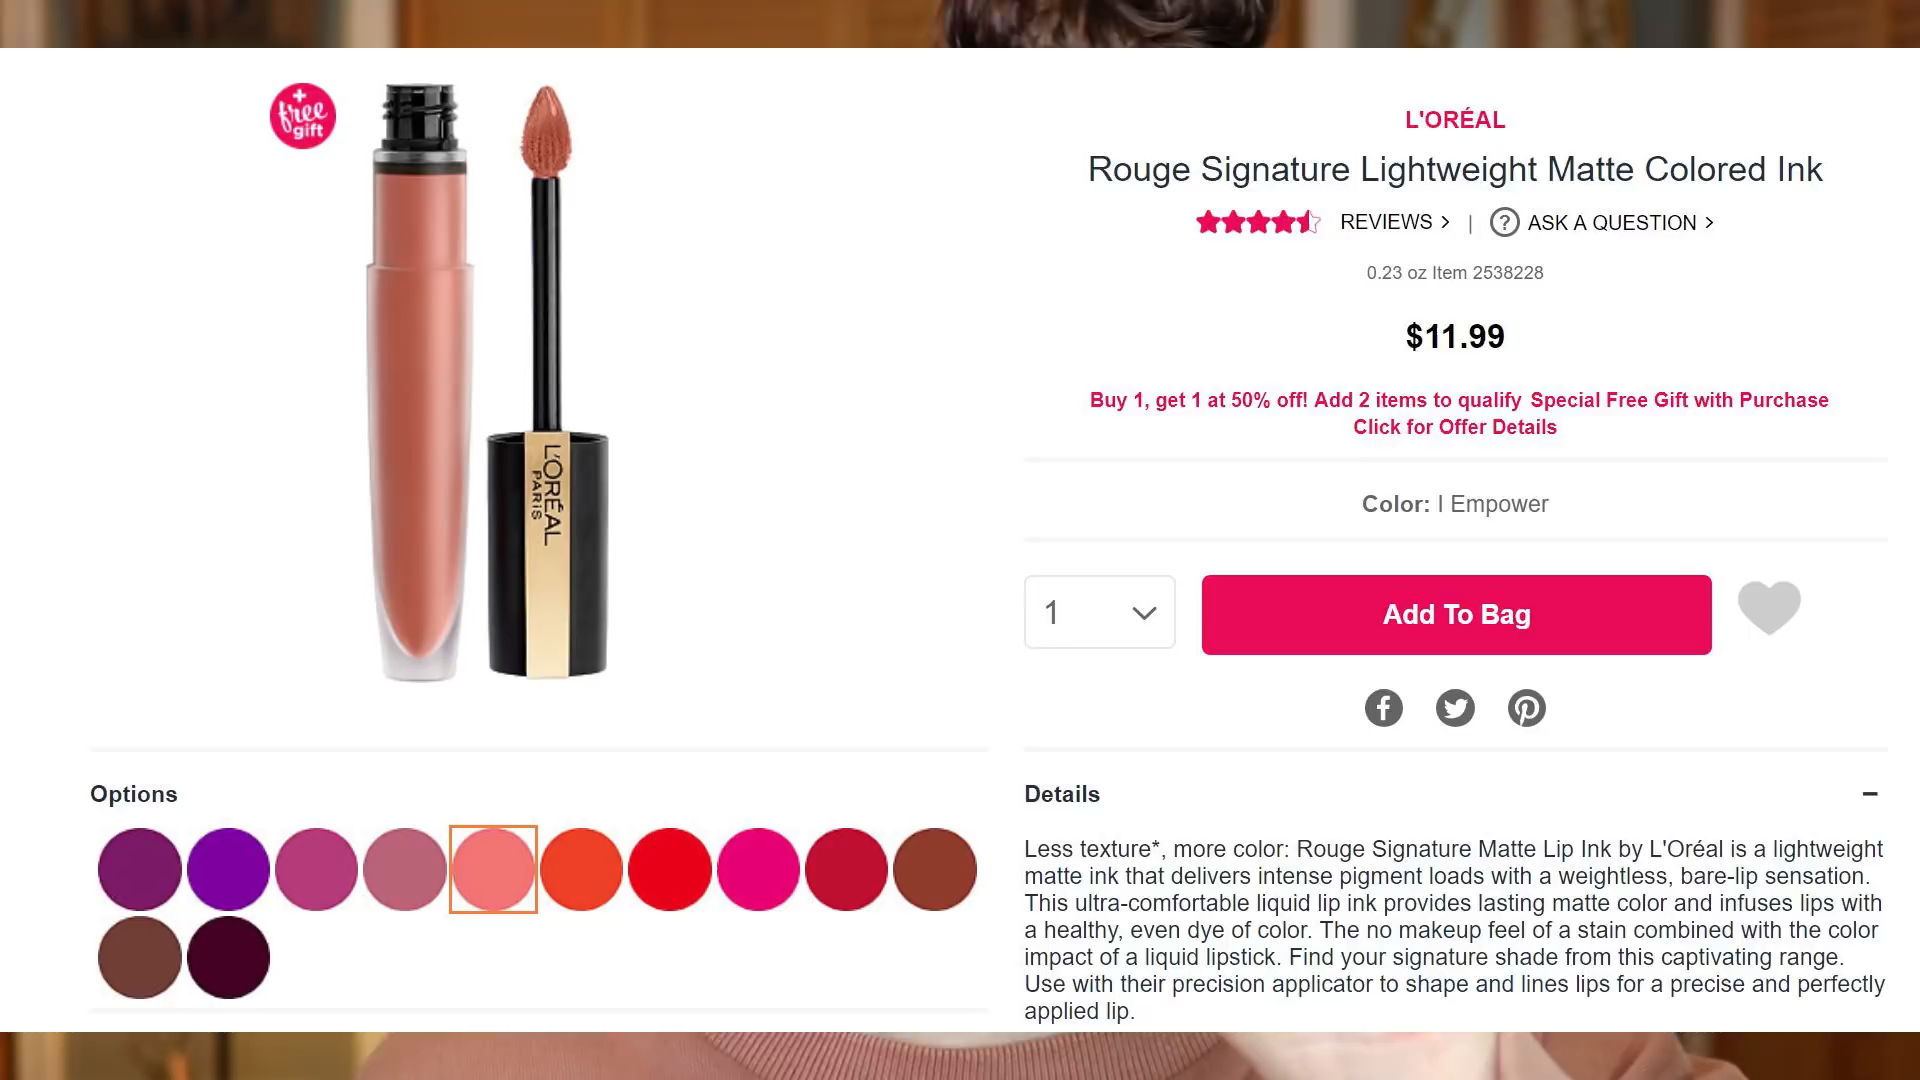 +
free
gift
L'ORÉAL
PARIS
L'ORÉAL
Rouge Signature Lightweight Matte Colored Ink
REVIEWS > | ? ASK A QUESTION >
0.23 oz Item 2538228
$11.99
Buy 1, get 1 at 50% off! Add 2 items to qualify Special Free Gift with Purchase
Click for Offer Details
Color: I Empower
1
Add To Bag
Options
Details
Less texture*, more color: Rouge Signature Matte Lip Ink by L'Oréal is a lightweight
matte ink that delivers intense pigment loads with a weightless, bare-lip sensation.
This ultra-comfortable liquid lip ink provides lasting matte color and infuses lips with
a healthy, even dye of color. The no makeup feel of a stain combined with the color
impact of a liquid lipstick. Find your signature shade from this captivating range.
Use with their precision applicator to shape and lines lips for a precise and perfectly
applied lip.